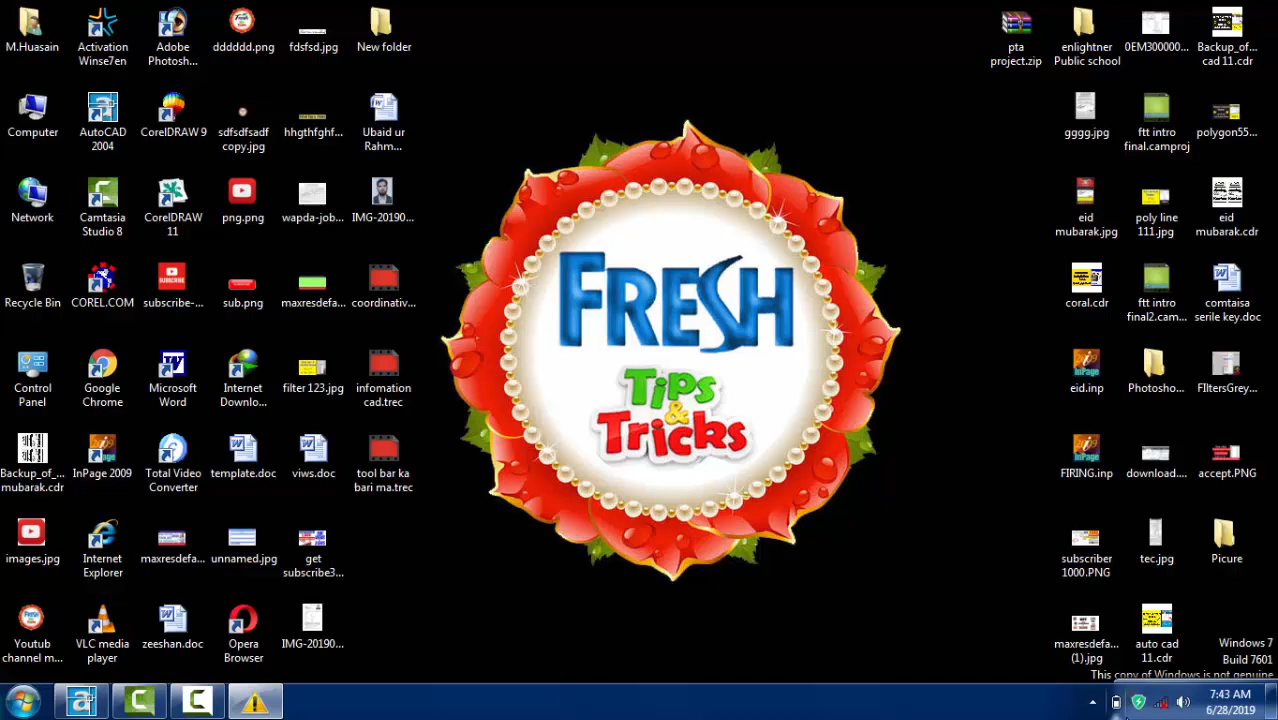 M.Huasain
Activation
Winse7en
Adobe
Photosh...
dddddd.png
fdsfsd.jpg
New folder
pta
project.zip
enlightner
Public school
0EM300000...
Backup_of...
cad 11.cdr
Computer
AutoCAD
2004
CorelDRAW 9
sdfsdfsadf
copy.jpg
hhgthfghf...
Ubaid ur
Rahm...
gggg.jpg
ftt intro
final.camproj
polygon55...
Network
Camtasia
Studio 8
CorelDRAW
11
png.png
wapda-job...
IMG-20190...
eid
mubarak.jpg
poly line
111.jpg
eid
mubarak.cdr
Recycle Bin
COREL.COM
subscribe-...
sub.png
maxresdefa...
coordinativ...
coral.cdr
ftt intro
final2.cam...
comtaisa
serile key.doc
FRESH
Tips
&
Tricks
Control
Panel
Google
Chrome
Microsoft
Word
Internet
Downlo...
filter 123.jpg
infomation
cad.trec
eid.inp
Photosho...
FIltersGrey...
Backup_of_...
mubarak.cdr
InPage 2009
Total Video
Converter
template.doc
viws.doc
tool bar ka
bari ma.trec
FIRING.inp
download....
accept.PNG
images.jpg
Internet
Explorer
maxresdefa...
unnamed.jpg
get
subscribe3...
subscriber
1000.PNG
tec.jpg
Picure
Youtub
channel m...
VLC media
player
zeeshan.doc
Opera
Browser
IMG-20190...
maxresdefa...
(1).jpg
auto cad
11.cdr
Windows 7
Build 7601
This copy of Windows is not genuine
7:43 AM
6/28/2019